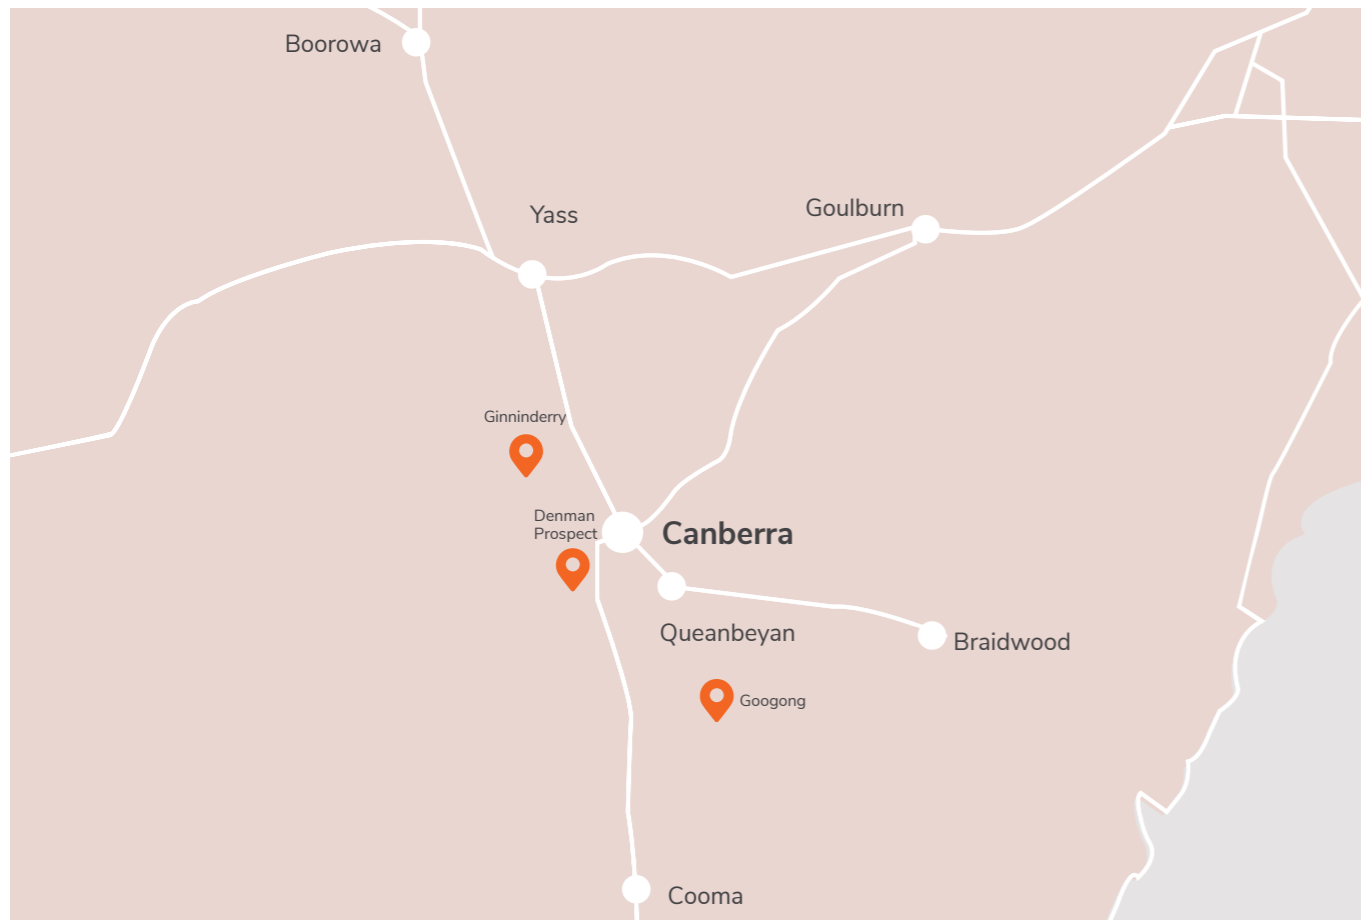 Boorowa
Goulburn
Yass
Ginninderry
Denman
Prospect
Canberra
Queanbeyan
Braidwood
Googong
Cooma